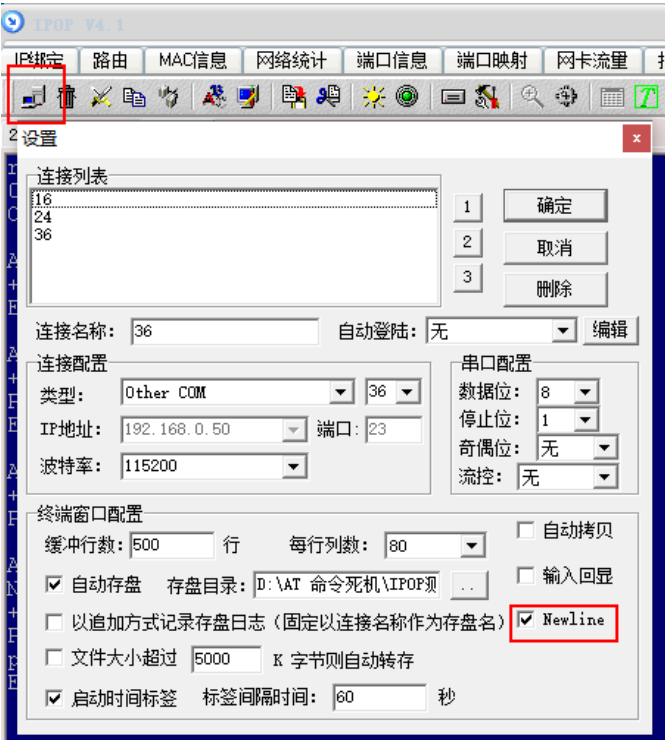 IPOP V4.1
IP绑定 路由 MAC信息 网络统计 端口信息 端口映射 网卡流量
设置
连接列表
16
24
36
1
2
3
确定
取消
删除
连接名称: 36 自动登陆: 无 编辑
连接配置
类型: Other COM 36
IP地址: 192.168.0.50 端口: 23
波特率: 115200
串口配置
数据位: 8
停止位: 1
奇偶位: 无
流控: 无
终端窗口配置
缓冲行数: 500 行 每行列数: 80 自动拷贝
自动存盘 存盘目录: D:\AT 命令死机\IPOP测 .. 输入回显
以追加方式记录存盘日志(固定以连接名称作为存盘名) Newline
文件大小超过 5000 K 字节则自动转存
启动时间标签 标签间隔时间: 60 秒